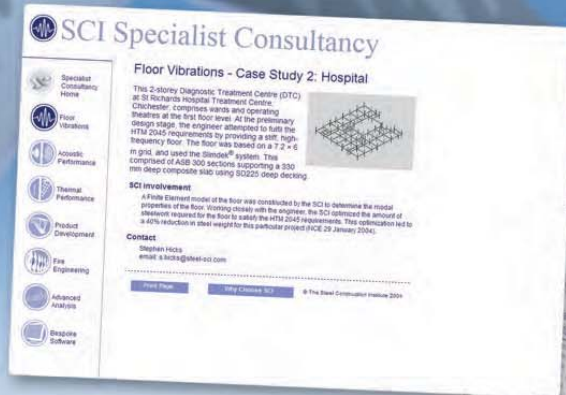 SCI Specialist Consultancy
Specialist
Consultancy
Home
Floor
Vibrations
Acoustic
Performance
Thermal
Performance
Product
Development
Fire
Engineering
Advanced
Analysis
Bespoke
Software
Floor Vibrations - Case Study 2: Hospital
This 2-storey Diagnostic Treatment Centre (DTC)
at St Richards Hospital Treatment Centre,
Chichester, comprises wards and operating
theatres at the first floor level. At the preliminary
design stage, the engineer attempted to fulfil the
HTM 2045 requirements by providing a stiff, high-
frequency floor. The floor was based on a 7.2 × 6
m grid, and used the Slimdek® system. This
comprised of ASB 300 sections supporting a 330
mm deep composite slab using SD225 deep decking.
SCI involvement
A Finite Element model of the floor was constructed by the SCI to determine the modal
properties of the floor. Working closely with the engineer, the SCI optimized the amount of
steelwork required for the floor to satisfy the HTM 2045 requirements. This optimization led to
a 40% reduction in steel weight for this particular project (NCE 29 January 2004).
Contact
Stephen Hicks
email: s.hicks@steel-sci.com
Print Page
Why Choose SCI
© The Steel Construction Institute 2004